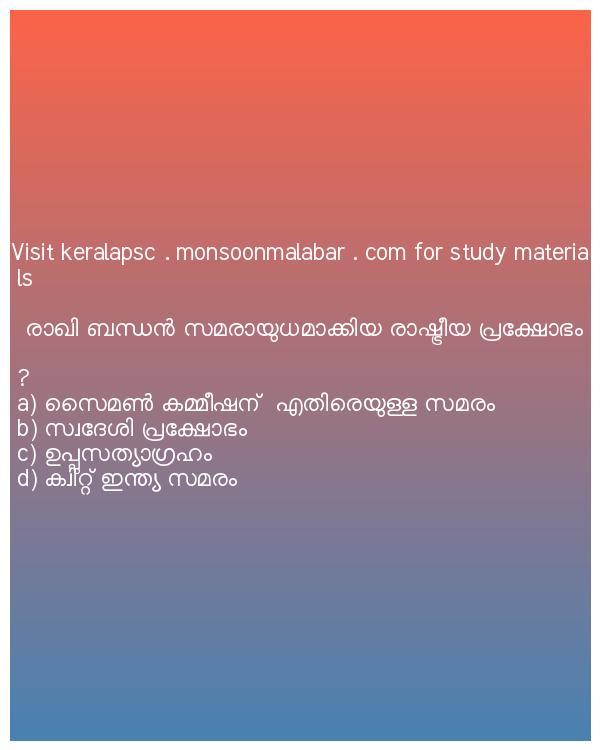 Visit keralapsc . monsoonmalabar . com for study materia
ls
രാഖി ബന്ധൻ സമരായുധമാക്കിയ രാഷ്ട്രീയ പ്രക്ഷോഭം
?
a) സൈമൺ കമ്മീഷന്  എതിരെയുള്ള സമരം
b) സ്വദേശി പ്രക്ഷോഭം
c) ഉപ്പുസത്യാഗ്രഹം
d) ക്വിറ്റ് ഇന്ത്യ സമരം